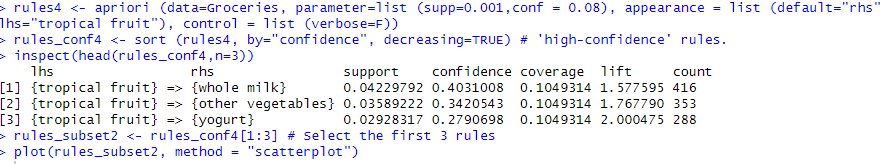 > rules4 <- apriori (data=Groceries, parameter=list (supp=0.001,conf = 0.08), appearance = list (default="rhs"
lhs="tropical fruit"), control = list (verbose=F))
> rules_conf4 <- sort (rules4, by="confidence", decreasing=TRUE) # 'high-confidence' rules.
> inspect(head(rules_conf4,n=3))
lhs rhs support confidence coverage lift count
[1] {tropical fruit} => {whole milk} 0.04229792 0.4031008 0.1049314 1.577595 416
[2] {tropical fruit} => {other vegetables} 0.03589222 0.3420543 0.1049314 1.767790 353
[3] {tropical fruit} => {yogurt} 0.02928317 0.2790698 0.1049314 2.000475 288
> rules_subset2 <- rules_conf4[1:3] # Select the first 3 rules
> plot(rules_subset2, method = "scatterplot")